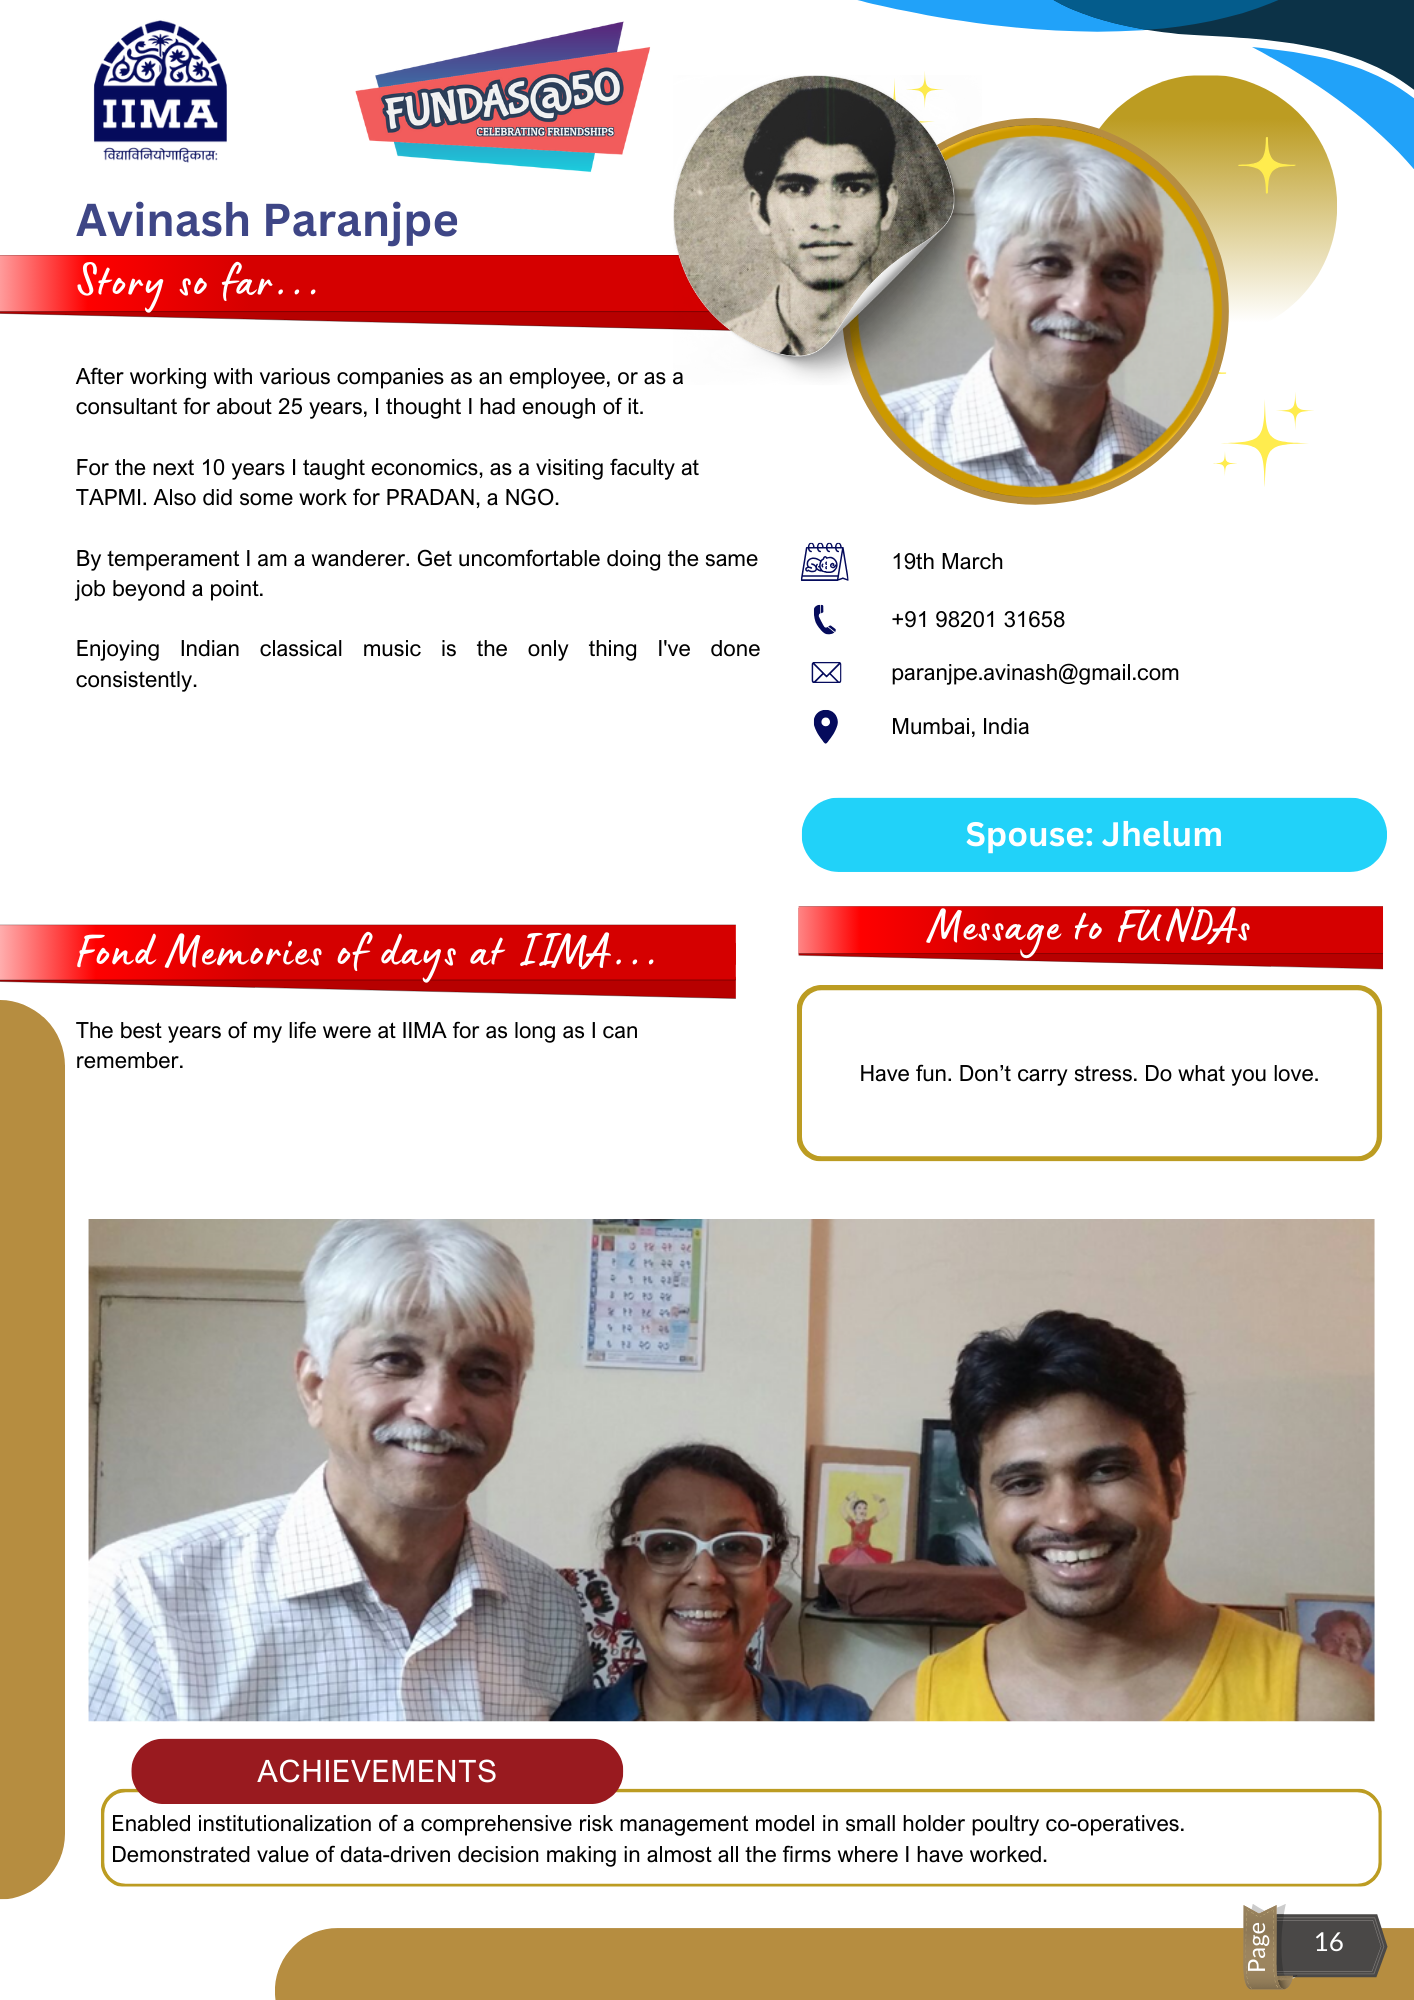 IIMA
विद्याविनियोगाद्विकास:
FUNDAS@50
CELEBRATING FRIENDSHIPS
Avinash Paranjpe
Story so far...
After working with various companies as an employee, or as a
consultant for about 25 years, I thought I had enough of it.
For the next 10 years I taught economics, as a visiting faculty at
TAPMI. Also did some work for PRADAN, a NGO.
By temperament I am a wanderer. Get uncomfortable doing the same
job beyond a point.
Enjoying Indian classical music is the only thing I've done
consistently.
19th March
+91 98201 31658
paranjpe.avinash@gmail.com
Mumbai, India
Spouse: Jhelum
Fond Memories of days at IIMA...
The best years of my life were at IIMA for as long as I can
remember.
Message to FUNDAs
Have fun. Don’t carry stress. Do what you love.
ACHIEVEMENTS
Enabled institutionalization of a comprehensive risk management model in small holder poultry co-operatives.
Demonstrated value of data-driven decision making in almost all the firms where I have worked.
Page
16